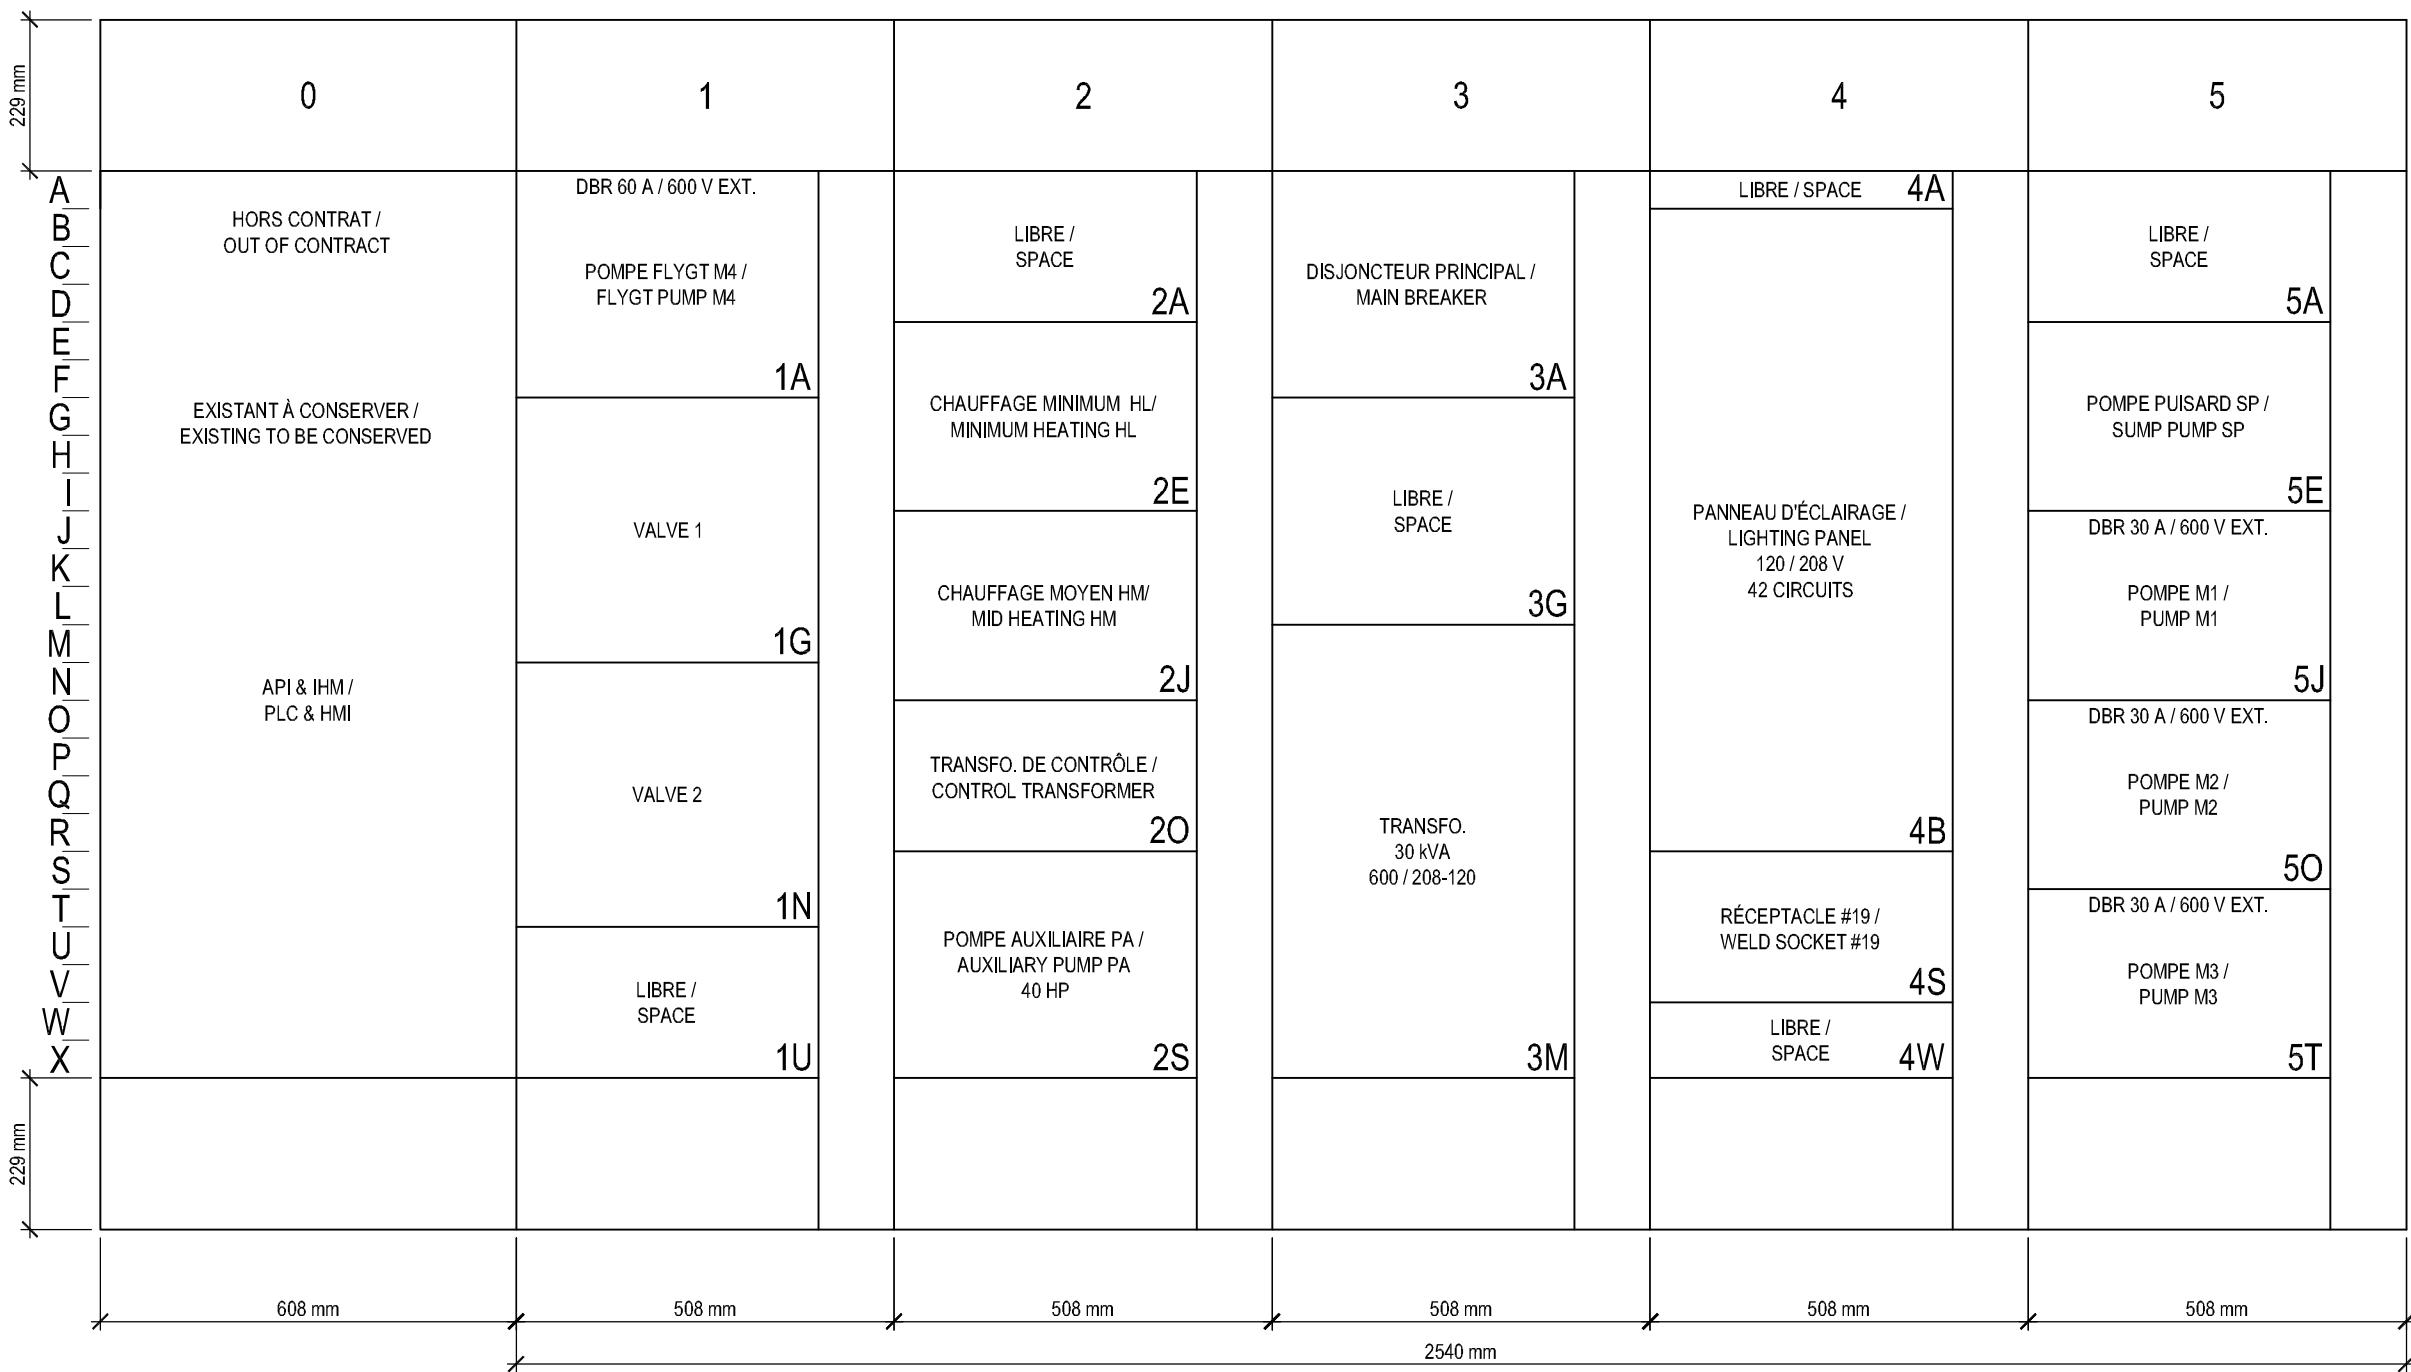 229 mm
0
1
2
3
4
5
A
B
C
D
E
F
G
H
I
J
K
L
M
N
O
P
Q
R
S
T
U
V
W
X
HORS CONTRAT /
OUT OF CONTRACT
EXISTANT À CONSERVER /
EXISTING TO BE CONSERVED
API & IHM /
PLC & HMI
DBR 60 A / 600 V EXT.
POMPE FLYGT M4 /
FLYGT PUMP M4
1A
VALVE 1
1G
VALVE 2
1N
LIBRE /
SPACE
1U
LIBRE /
SPACE
2A
CHAUFFAGE MINIMUM HL/
MINIMUM HEATING HL
2E
CHAUFFAGE MOYEN HM/
MID HEATING HM
2J
TRANSFO. DE CONTRÔLE /
CONTROL TRANSFORMER
2O
POMPE AUXILIAIRE PA /
AUXILIARY PUMP PA
40 HP
2S
DISJONCTEUR PRINCIPAL /
MAIN BREAKER
3A
LIBRE /
SPACE
3G
TRANSFO.
30 kVA
600 / 208-120
3M
LIBRE / SPACE 4A
PANNEAU D'ÉCLAIRAGE /
LIGHTING PANEL
120 / 208 V
42 CIRCUITS
4B
RÉCEPTACLE #19 /
WELD SOCKET #19
4S
LIBRE /
SPACE
4W
LIBRE /
SPACE
5A
POMPE PUISARD SP /
SUMP PUMP SP
5E
DBR 30 A / 600 V EXT.
POMPE M1 /
PUMP M1
5J
DBR 30 A / 600 V EXT.
POMPE M2 /
PUMP M2
5O
DBR 30 A / 600 V EXT.
POMPE M3 /
PUMP M3
5T
229 mm
608 mm
508 mm
508 mm
508 mm
508 mm
508 mm
2540 mm